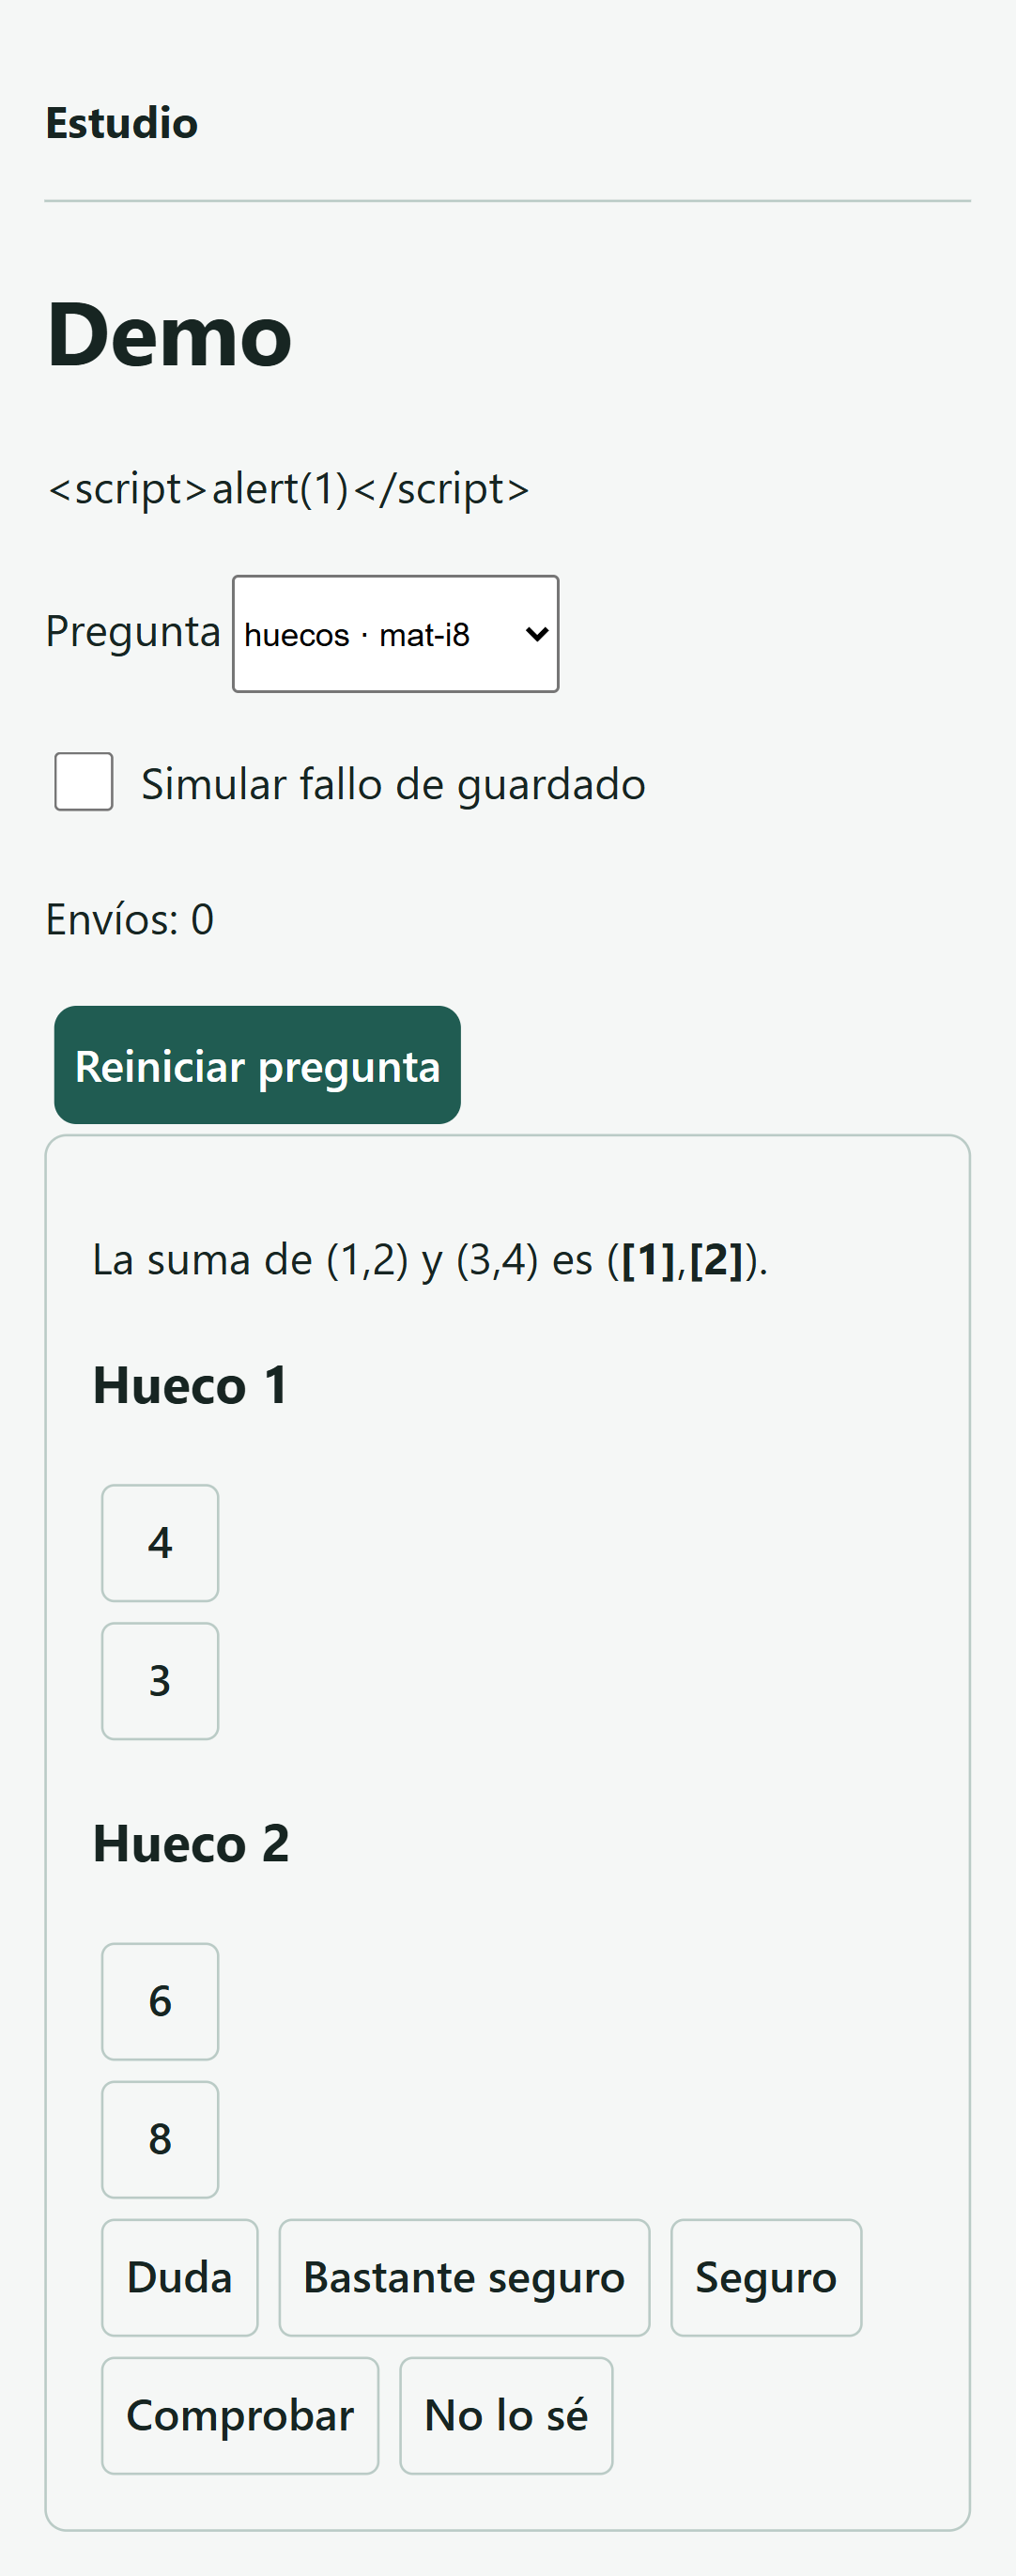 Estudio
Demo
<script>alert(1)</script>
Pregunta huecos · mat-i8
Simular fallo de guardado
Envíos: 0
Reiniciar pregunta
La suma de (1,2) y (3,4) es ([1],[2]).
Hueco 1
4
3
Hueco 2
6
8
Duda Bastante seguro Seguro
Comprobar No lo sé